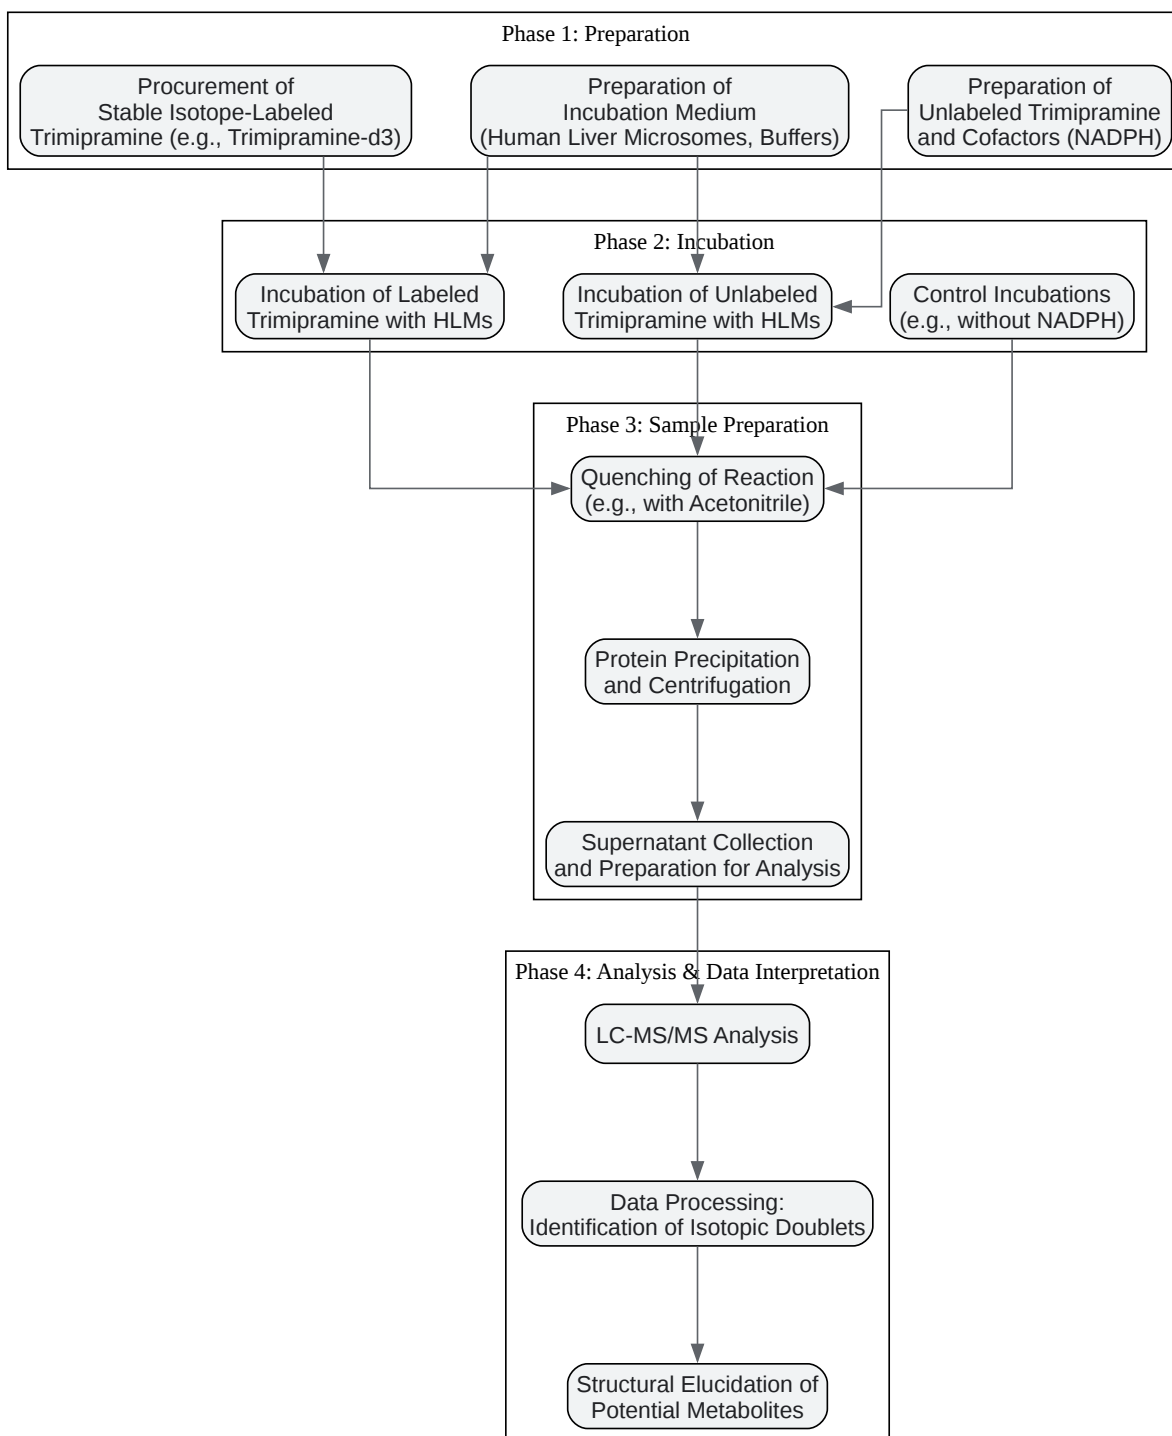 Phase 1: Preparation
Procurement of
Stable Isotope-Labeled
Trimipramine (e.g., Trimipramine-d3)
Preparation of
Incubation Medium
(Human Liver Microsomes, Buffers)
Preparation of
Unlabeled Trimipramine
and Cofactors (NADPH)
Phase 2: Incubation
Incubation of Labeled
Trimipramine with HLMs
Incubation of Unlabeled
Trimipramine with HLMs
Control Incubations
(e.g., without NADPH)
Phase 3: Sample Preparation
Quenching of Reaction
(e.g., with Acetonitrile)
Protein Precipitation
and Centrifugation
Supernatant Collection
and Preparation for Analysis
Phase 4: Analysis & Data Interpretation
LC-MS/MS Analysis
Data Processing:
Identification of Isotopic Doublets
Structural Elucidation of
Potential Metabolites